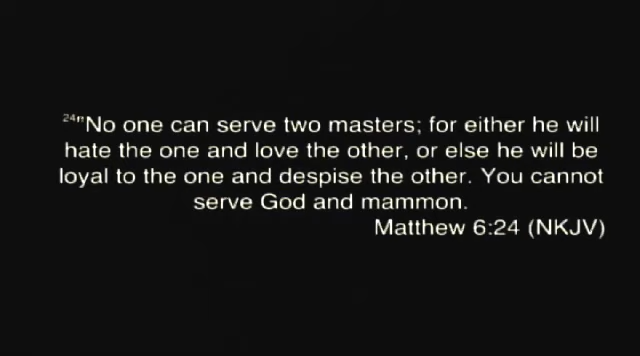 24"No one can serve two masters; for either he will
hate the one and love the other, or else he will be
loyal to the one and despise the other. You cannot
serve God and mammon.
Matthew 6:24 (NKJV)